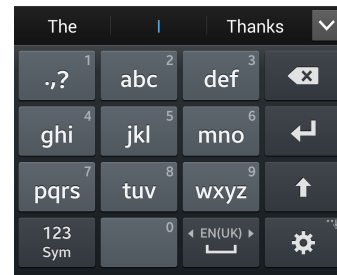 The I Thanks
1 2 3
.,? abc def
4 5 6
ghi jkl mno
7 8 9
pqrs tuv wxyz
123 0 EN(UK)
Sym